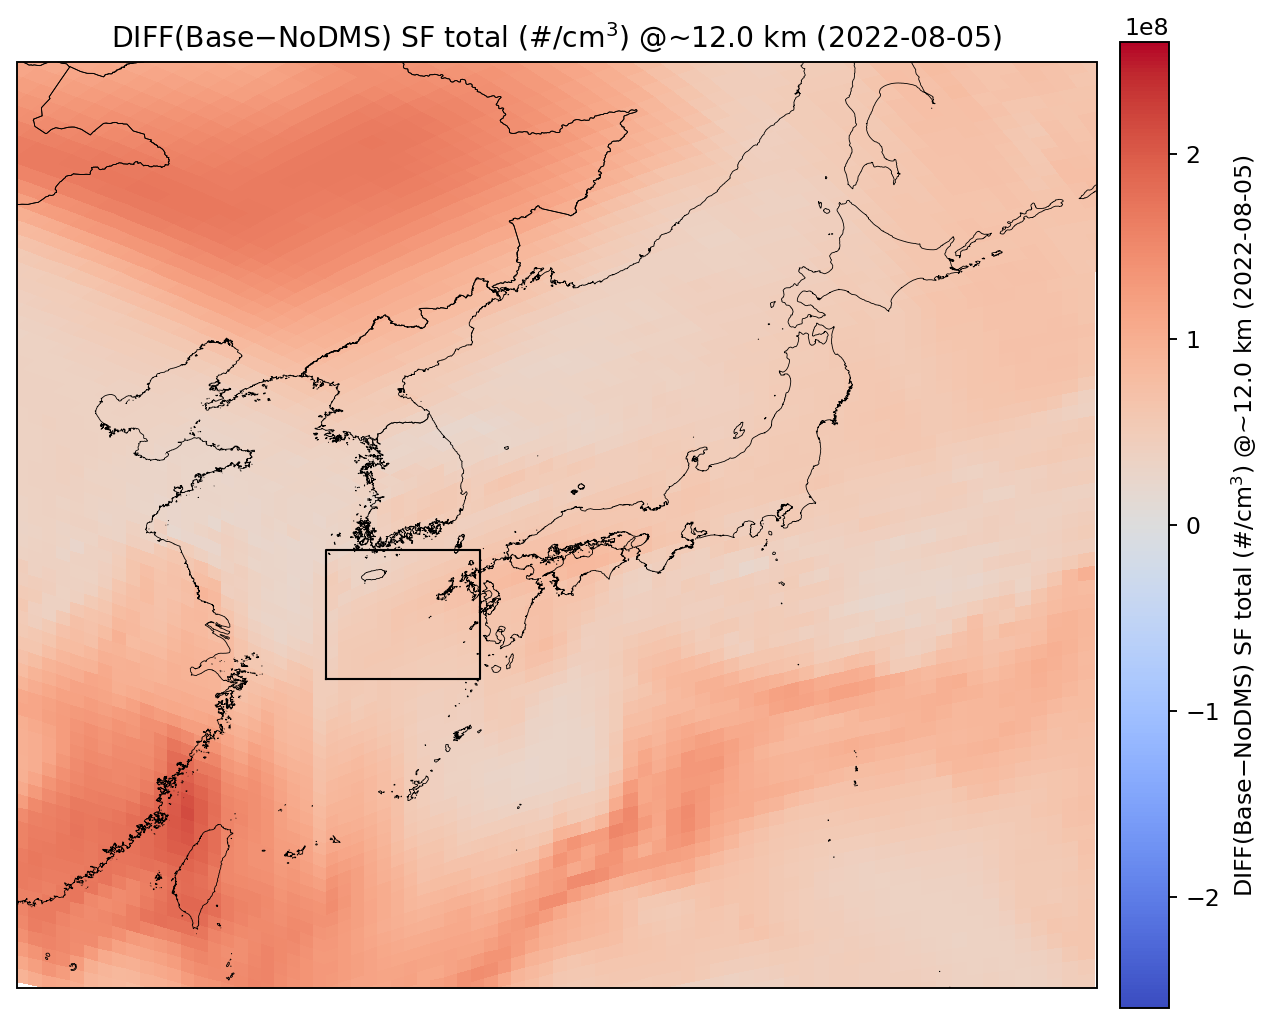 DIFF(Base−NoDMS) SF total (#/cm³) @~12.0 km (2022-08-05)
1e8
2
1
0
−1
−2
DIFF(Base−NoDMS) SF total (#/cm³) @~12.0 km (2022-08-05)